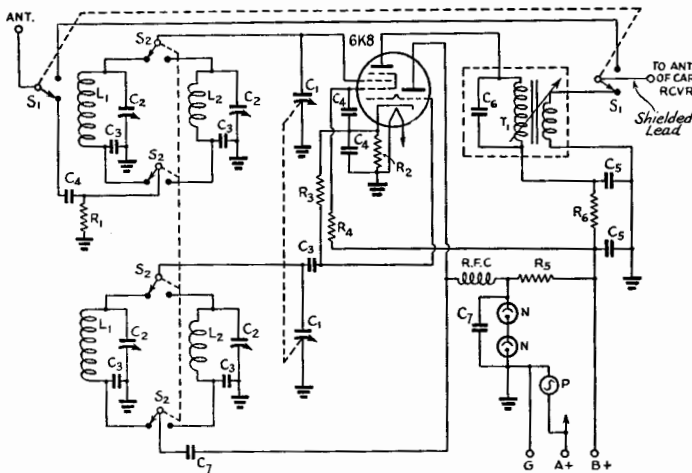 ANT.
S1
L1
C2
C3
S2
L2
C2
C3
S2
C4
R1
C1
6K8
C4
C4
R2
R3
R4
C6
T1
S1
TO ANT.
OF CAR
RCVR.
Shielded
Lead
C5
R6
C5
C3
S2
L1
C2
C3
L2
C2
C3
S2
C7
C1
R.F.C.
R5
C7
N
N
P
G
A+
B+